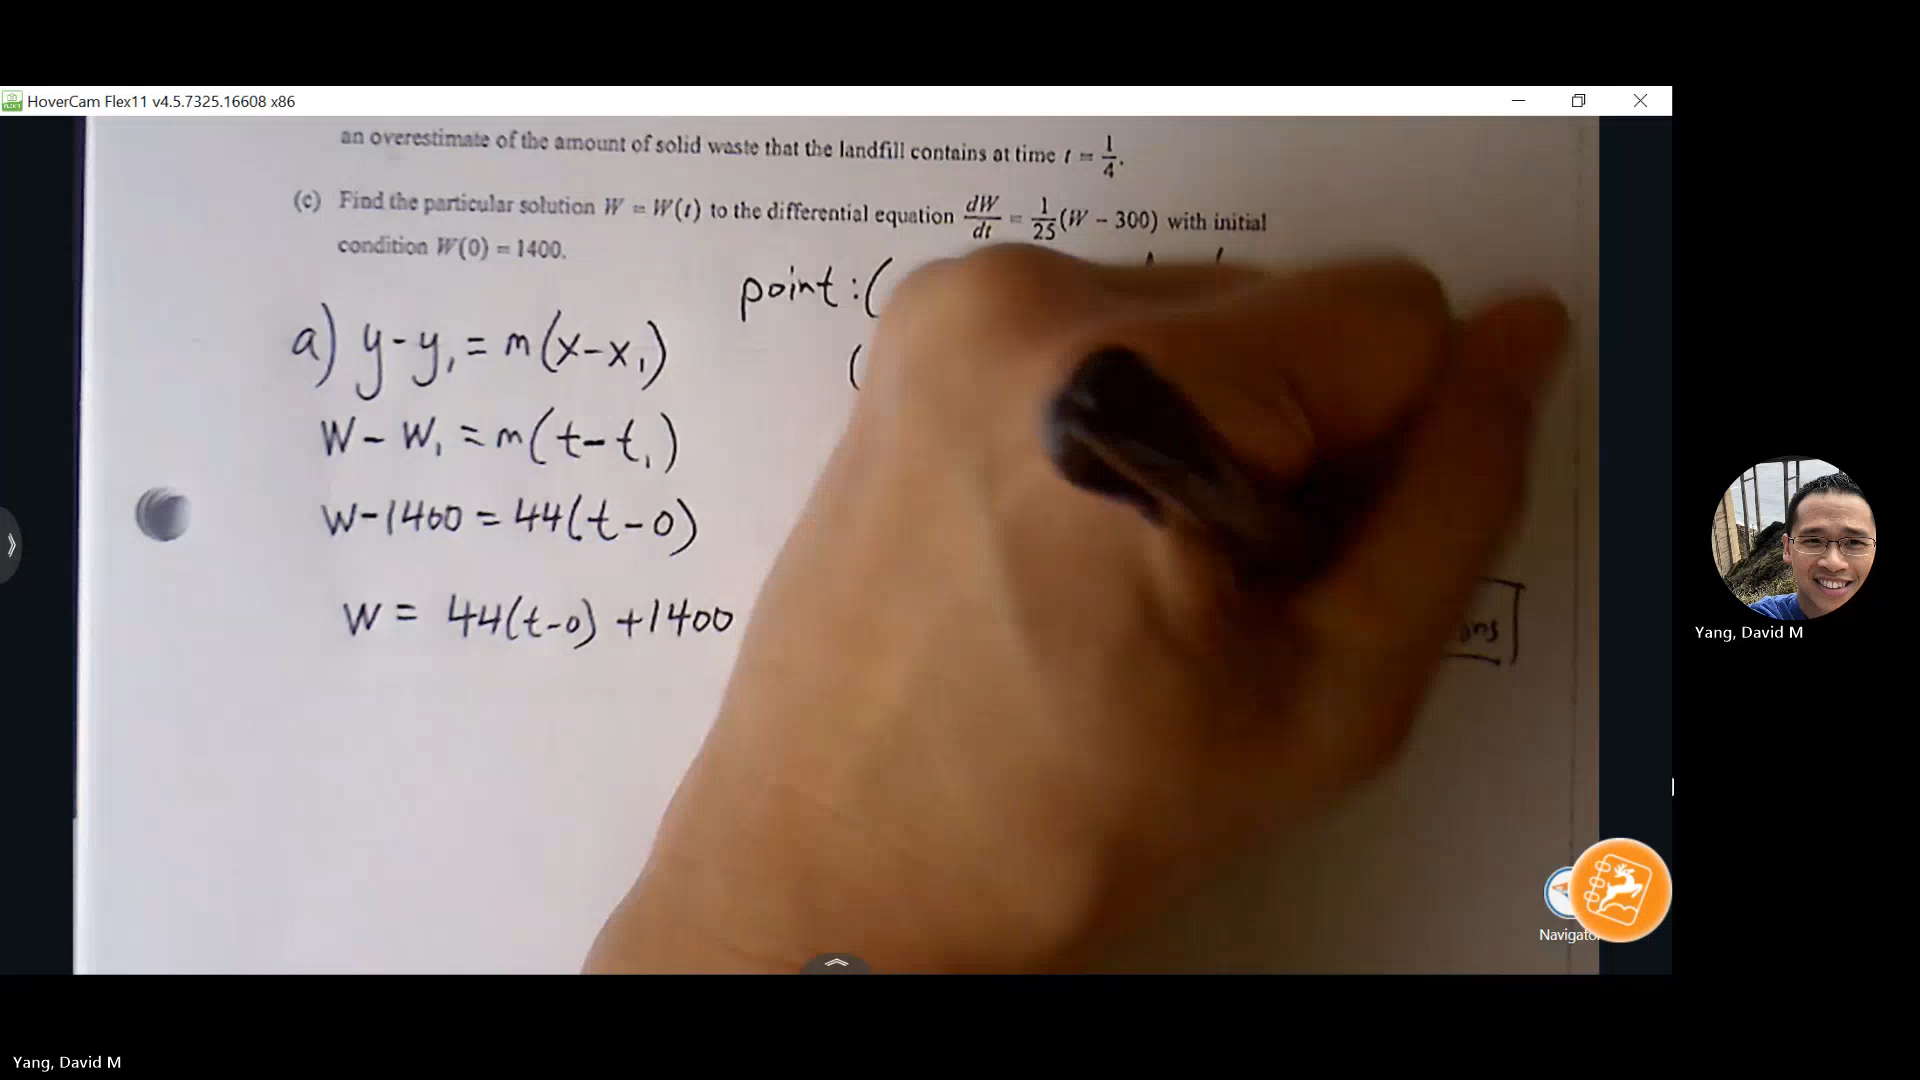 HoverCam Flex11 v4.5.7325.16608 x86
an overestimate of the amount of solid waste that the landfill contains at time t = 1/4.
(c) Find the particular solution W = W(t) to the differential equation dW/dt = 1/25(W − 300) with initial
condition W(0) = 1400.
point:(
a) y-y₁ = m(x-x₁)
(
W - W₁ = m(t-t₁)
W-1400 = 44(t-0)
W = 44(t-0) +1400
ons
Yang, David M
Navigato
Yang, David M